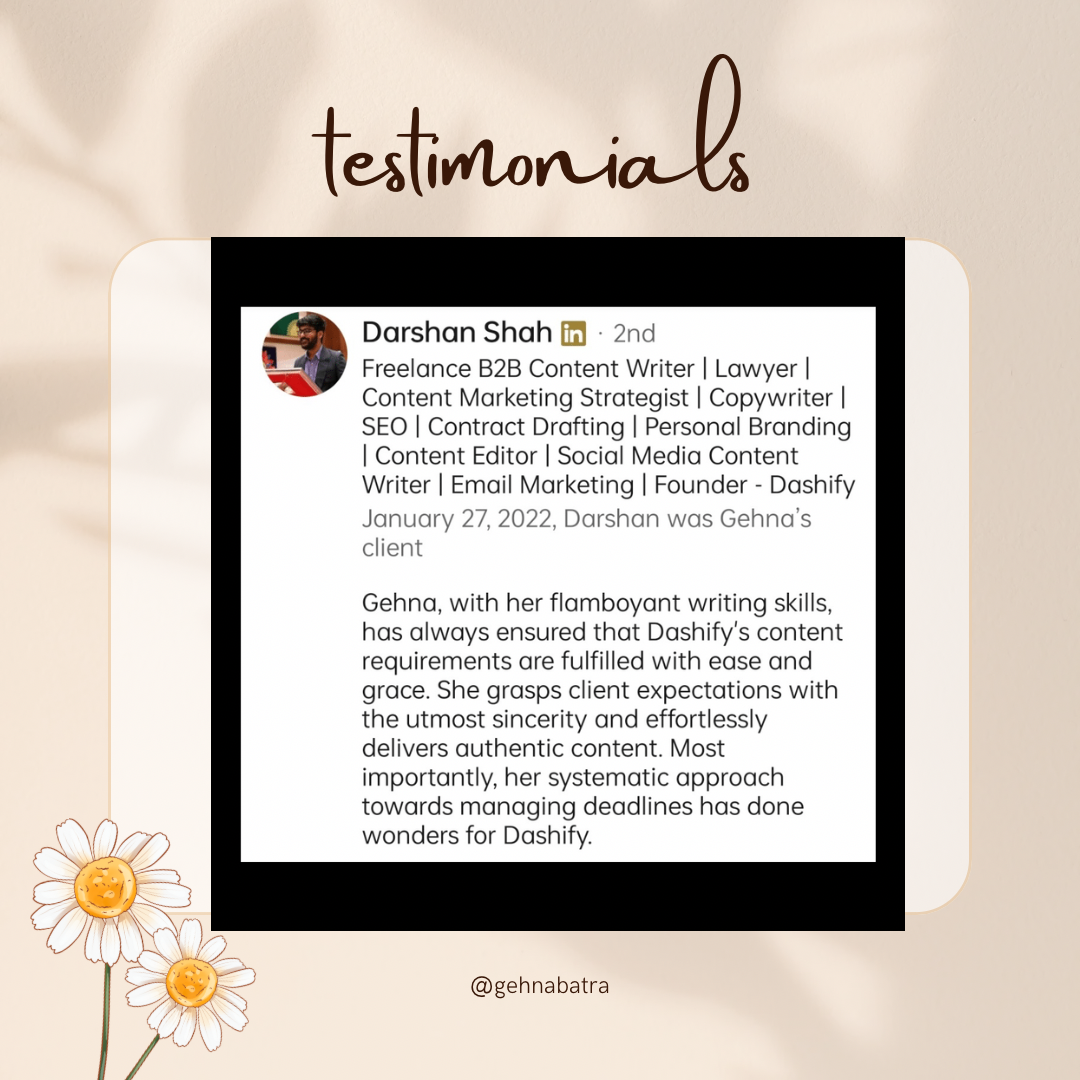 testimonials
Darshan Shah in · 2nd
Freelance B2B Content Writer | Lawyer |
Content Marketing Strategist | Copywriter |
SEO | Contract Drafting | Personal Branding
| Content Editor | Social Media Content
Writer | Email Marketing | Founder - Dashify
January 27, 2022, Darshan was Gehna’s
client
Gehna, with her flamboyant writing skills,
has always ensured that Dashify's content
requirements are fulfilled with ease and
grace. She grasps client expectations with
the utmost sincerity and effortlessly
delivers authentic content. Most
importantly, her systematic approach
towards managing deadlines has done
wonders for Dashify.
@gehnabatra